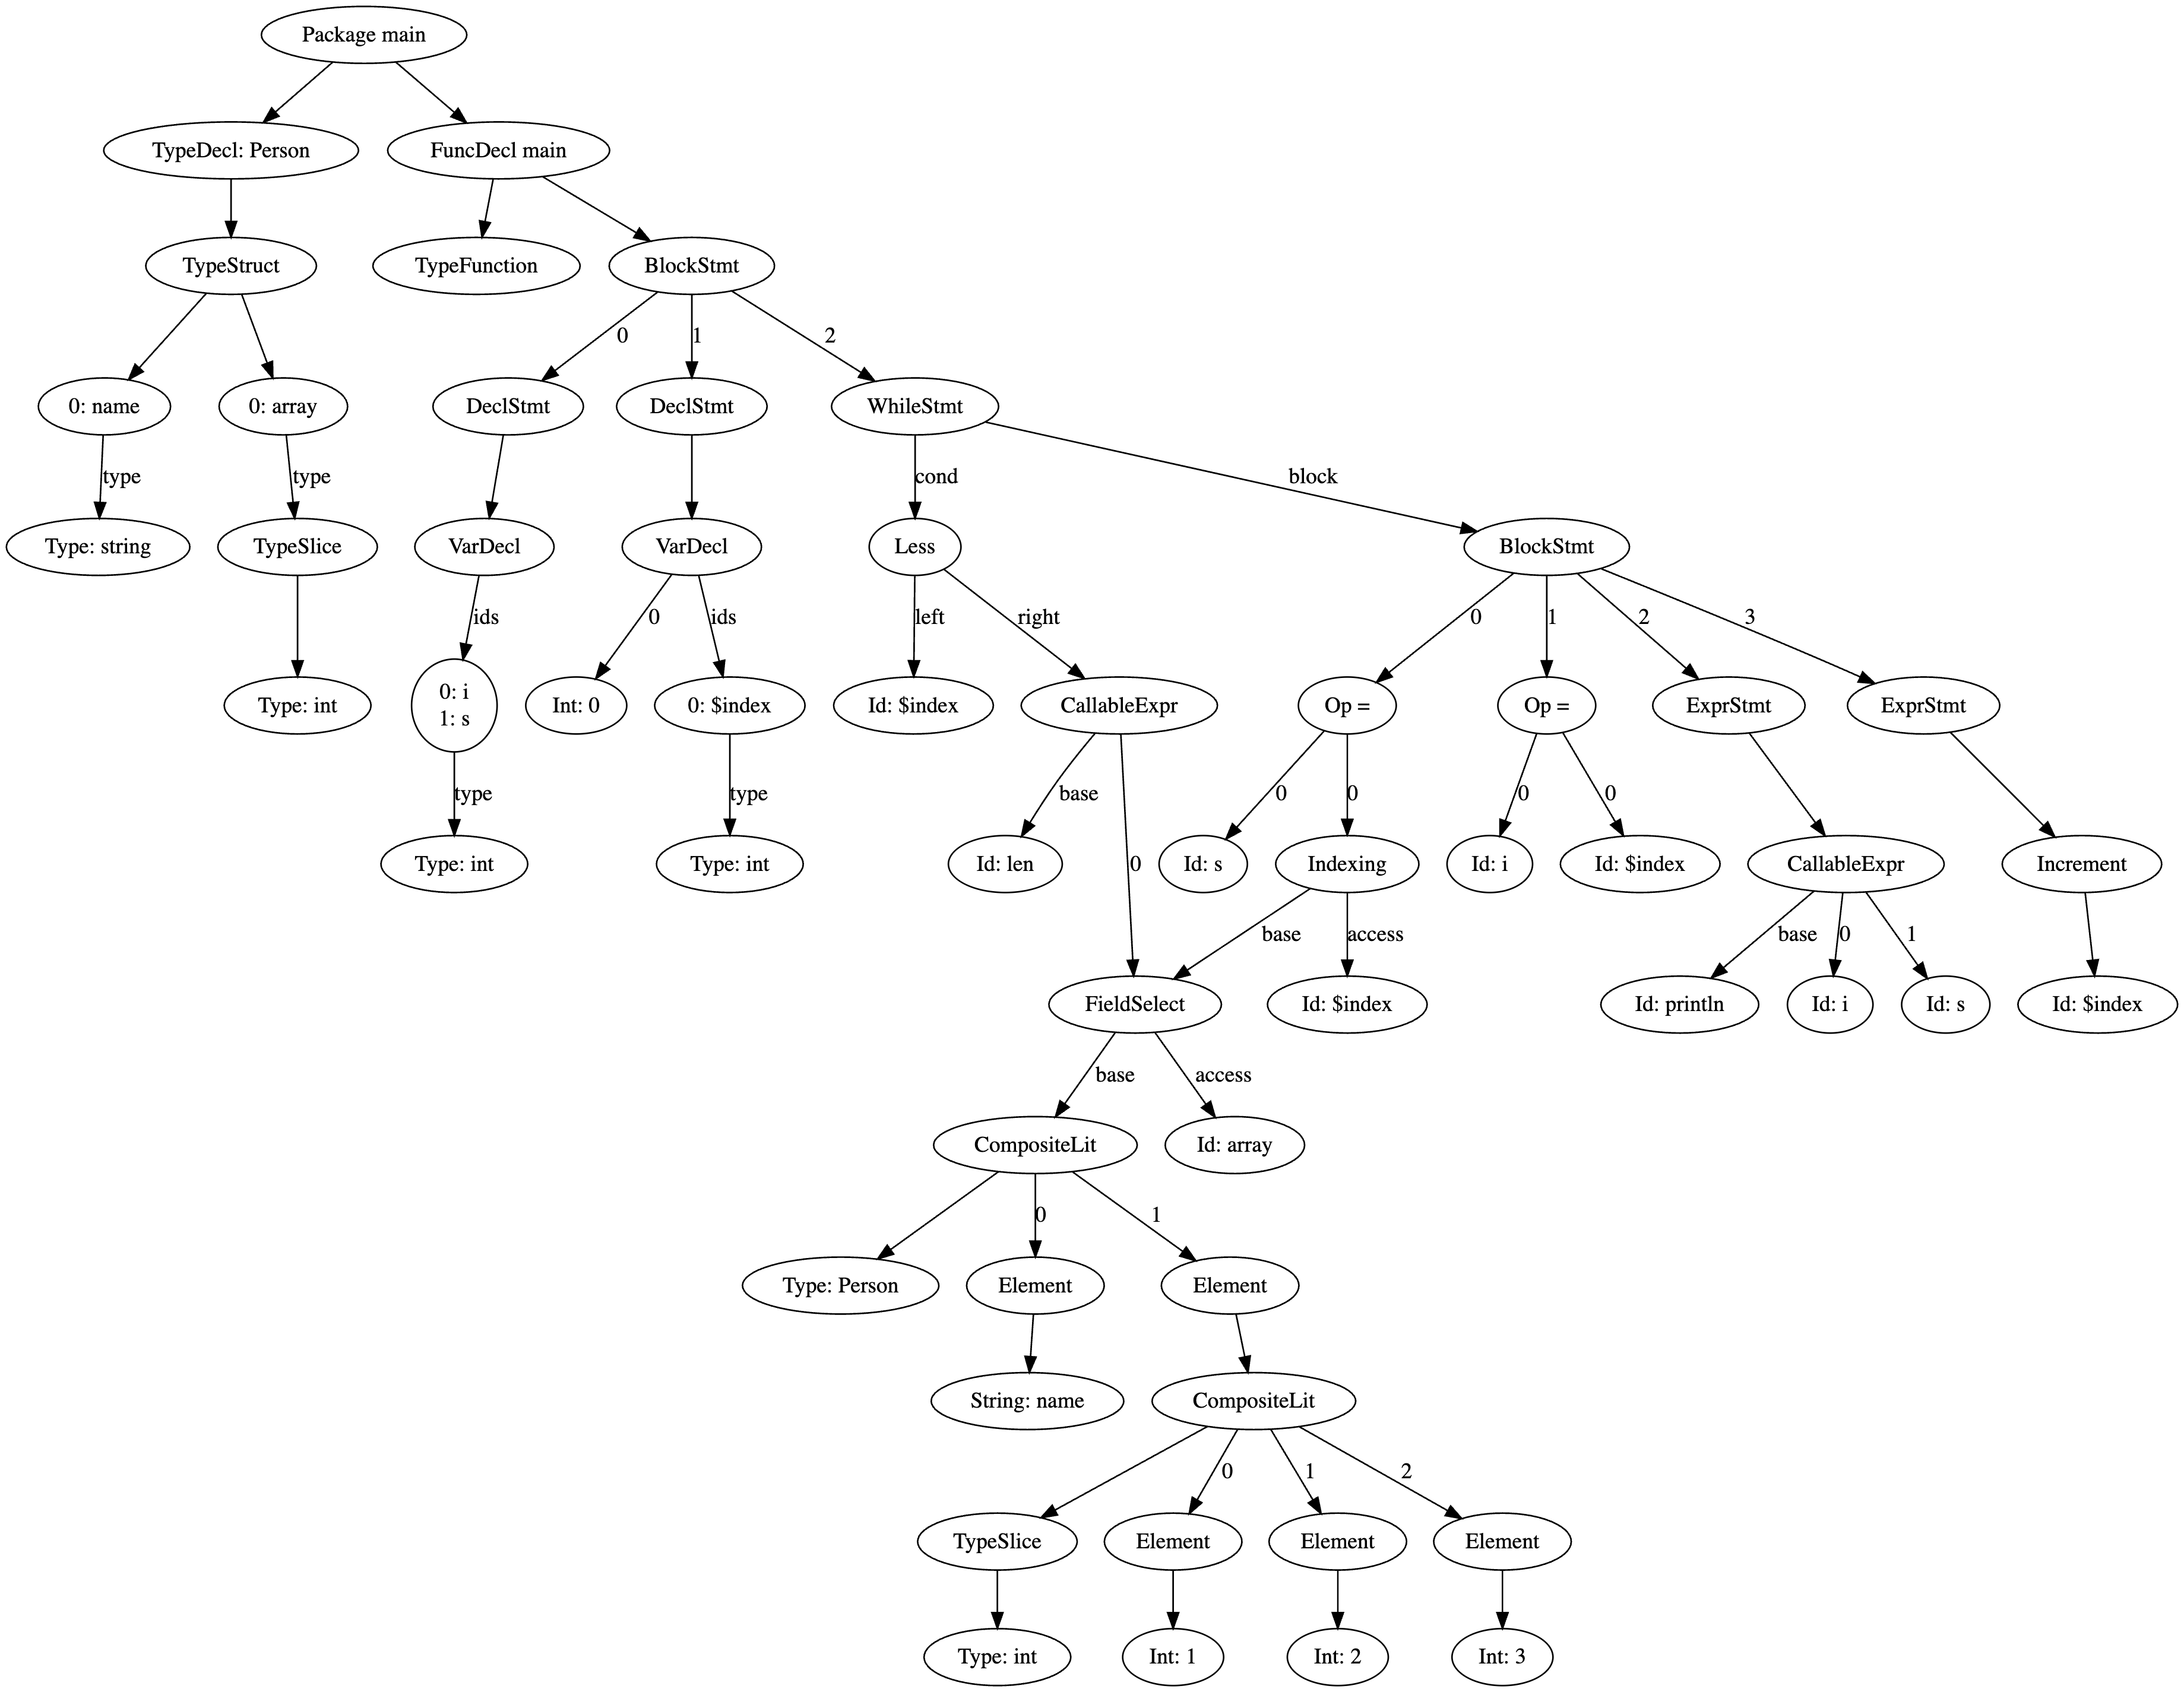 Package main
TypeDecl: Person
FuncDecl main
TypeStruct
TypeFunction
BlockStmt
0
1
2
0: name
0: array
DeclStmt
DeclStmt
WhileStmt
type
type
cond
block
Type: string
TypeSlice
VarDecl
VarDecl
Less
BlockStmt
ids
0
ids
left
right
0
1
2
3
Type: int
0: i
1: s
Int: 0
0: $index
Id: $index
CallableExpr
Op =
Op =
ExprStmt
ExprStmt
type
type
base
0
0
0
0
Type: int
Type: int
Id: len
0
Id: s
Indexing
Id: i
Id: $index
CallableExpr
Increment
base
access
base
0
1
FieldSelect
Id: $index
Id: println
Id: i
Id: s
Id: $index
base
access
CompositeLit
Id: array
0
1
Type: Person
Element
Element
String: name
CompositeLit
0
1
2
TypeSlice
Element
Element
Element
Type: int
Int: 1
Int: 2
Int: 3